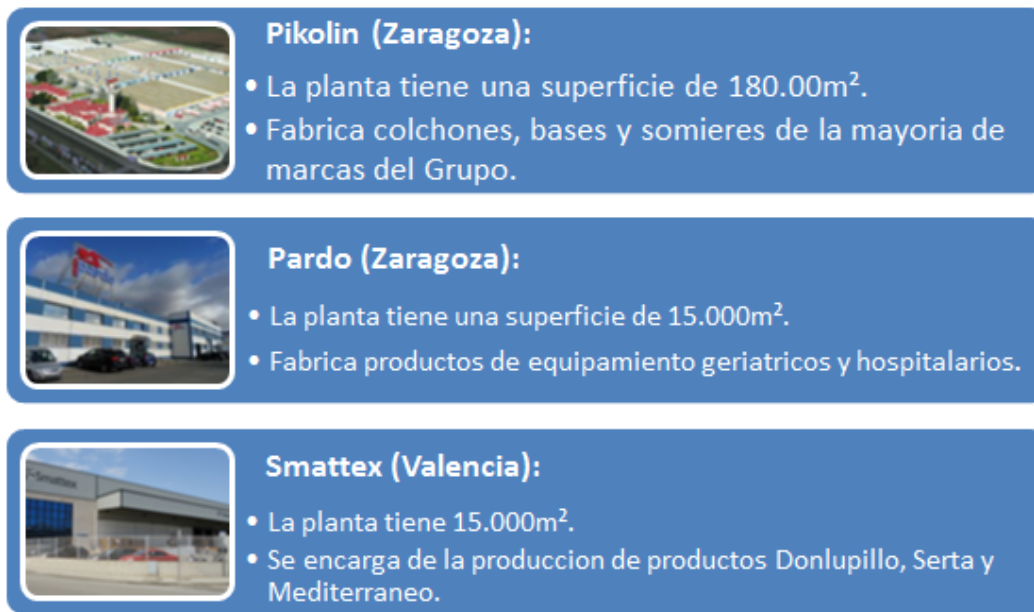 Pikolin (Zaragoza):
• La planta tiene una superficie de 180.00m².
• Fabrica colchones, bases y somieres de la mayoria de
marcas del Grupo.
Pardo (Zaragoza):
• La planta tiene una superficie de 15.000m².
• Fabrica productos de equipamiento geriatricos y hospitalarios.
Smattex
Smattex (Valencia):
• La planta tiene 15.000m².
• Se encarga de la produccion de productos Donlupillo, Serta y
Mediterraneo.